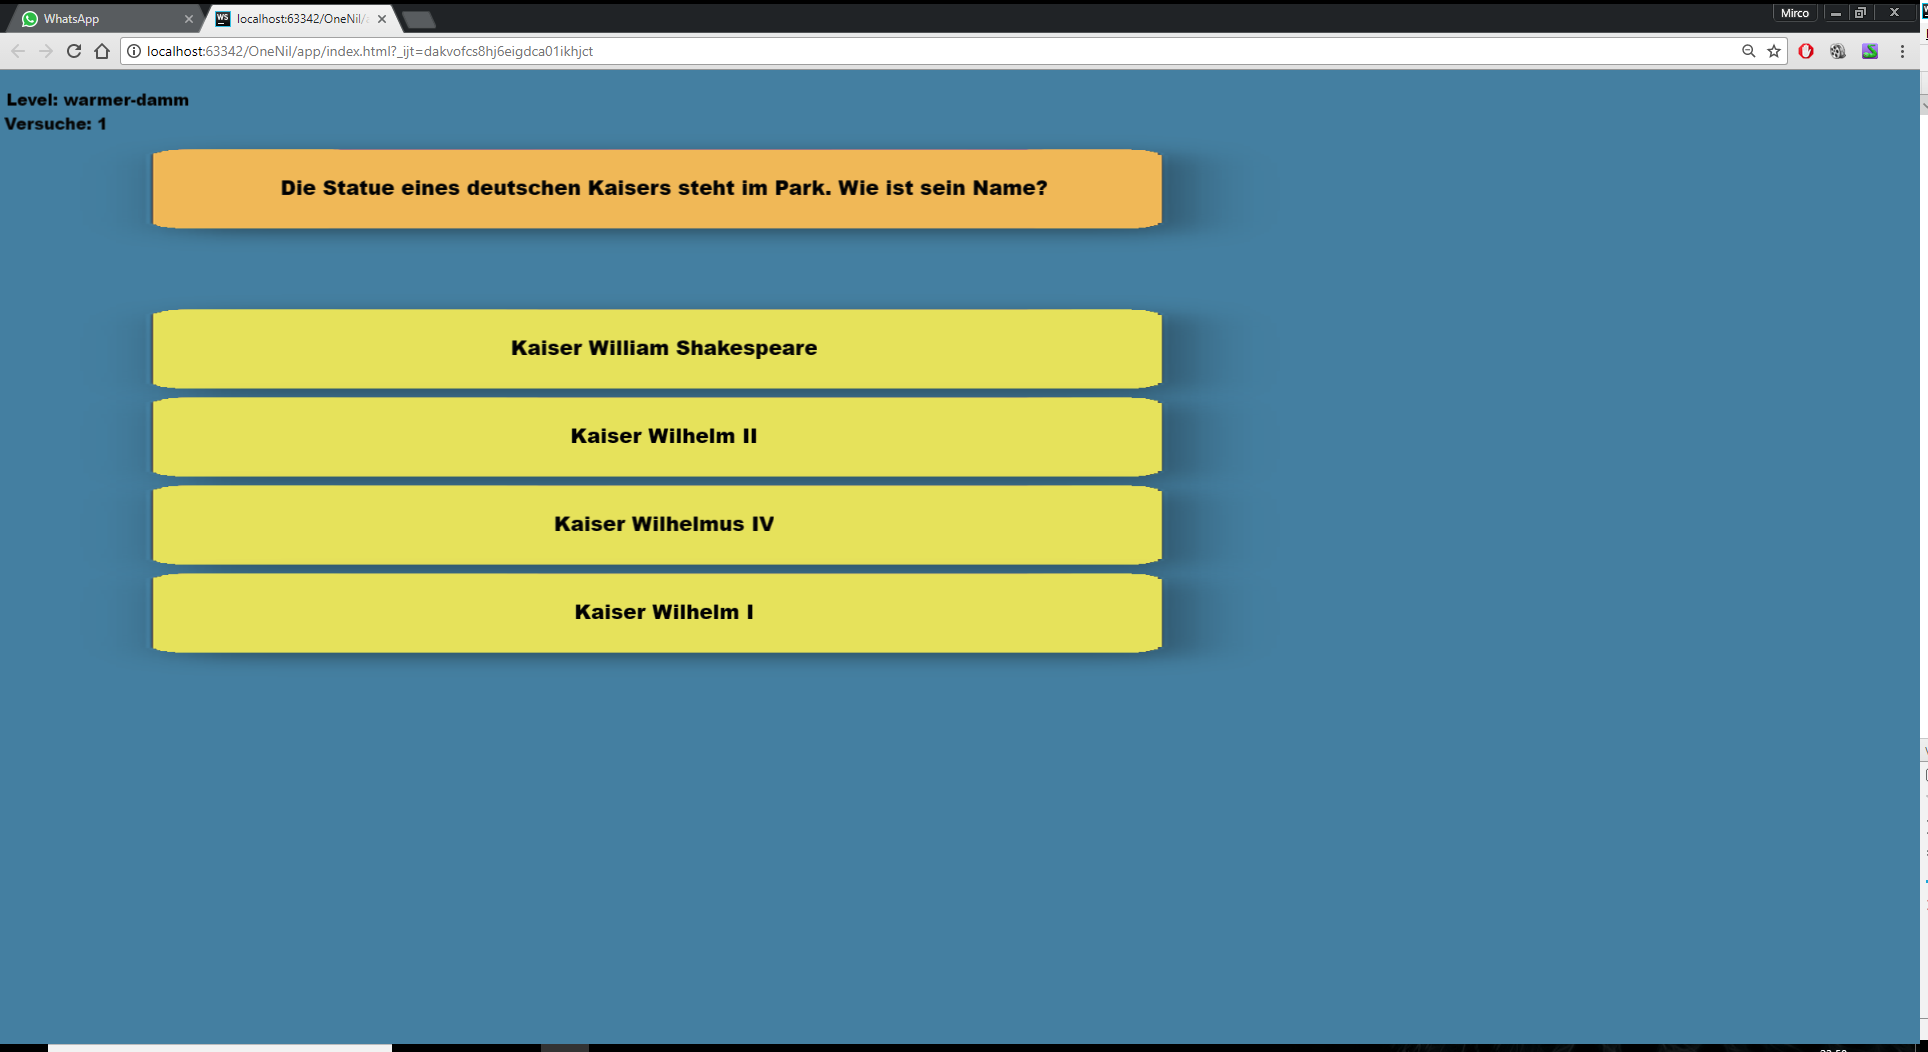 WhatsApp
localhost:63342/OneNil/
Mirco
localhost:63342/OneNil/app/index.html?_ijt=dakvofcs8hj6eigdca01ikhjct
Level: warmer-damm
Versuche: 1
Die Statue eines deutschen Kaisers steht im Park. Wie ist sein Name?
Kaiser William Shakespeare
Kaiser Wilhelm II
Kaiser Wilhelmus IV
Kaiser Wilhelm I